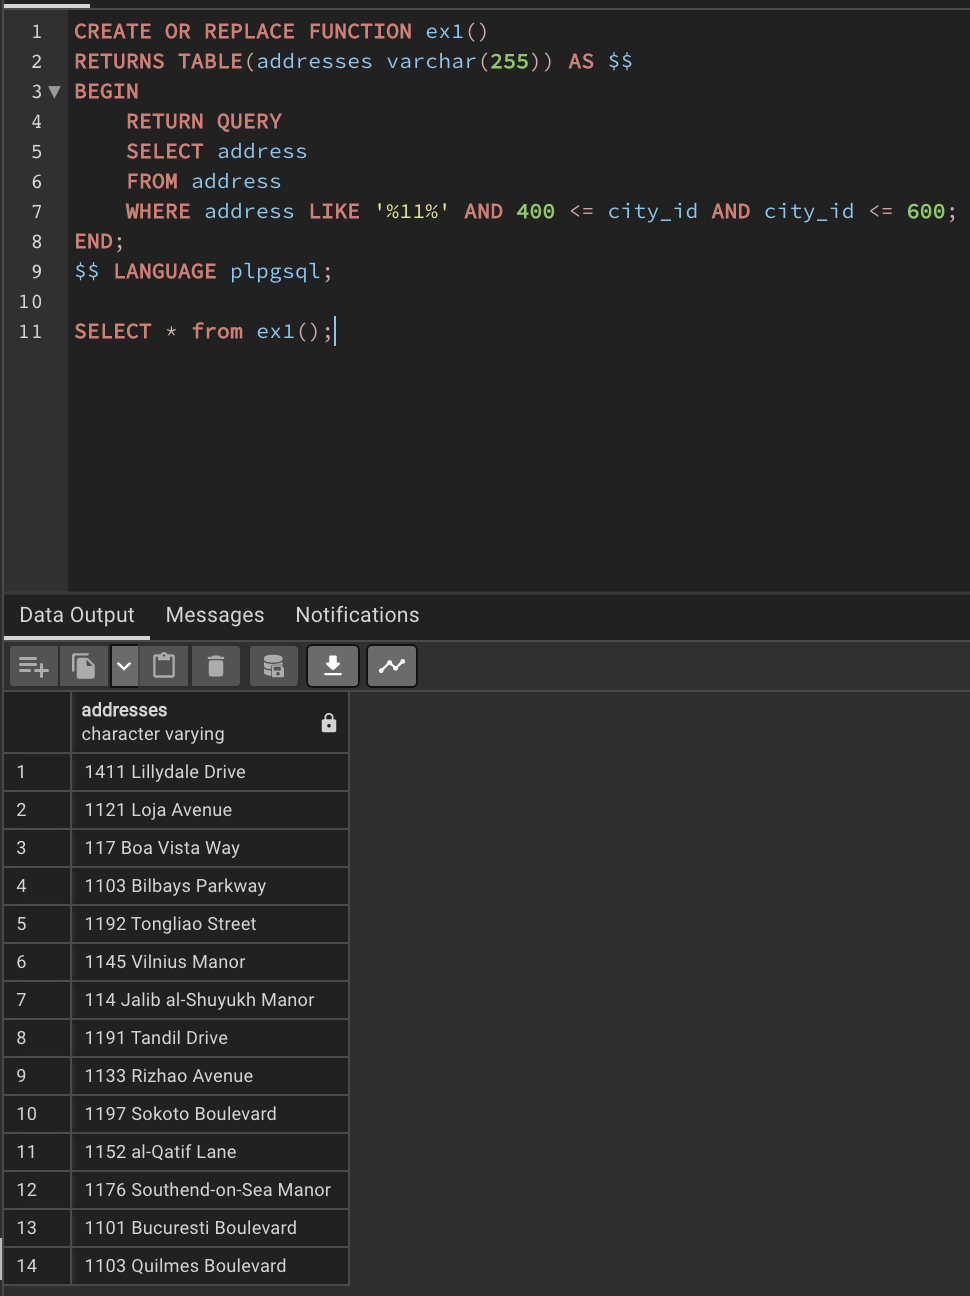 1 CREATE OR REPLACE FUNCTION ex1()
2 RETURNS TABLE(addresses varchar(255)) AS $$
3 BEGIN
4 RETURN QUERY
5 SELECT address
6 FROM address
7 WHERE address LIKE '%11%' AND 400 <= city_id AND city_id <= 600;
8 END;
9 $$ LANGUAGE plpgsql;
10
11 SELECT * from ex1();
Data Output Messages Notifications
addresses
character varying
1 1411 Lillydale Drive
2 1121 Loja Avenue
3 117 Boa Vista Way
4 1103 Bilbays Parkway
5 1192 Tongliao Street
6 1145 Vilnius Manor
7 114 Jalib al-Shuyukh Manor
8 1191 Tandil Drive
9 1133 Rizhao Avenue
10 1197 Sokoto Boulevard
11 1152 al-Qatif Lane
12 1176 Southend-on-Sea Manor
13 1101 Bucuresti Boulevard
14 1103 Quilmes Boulevard